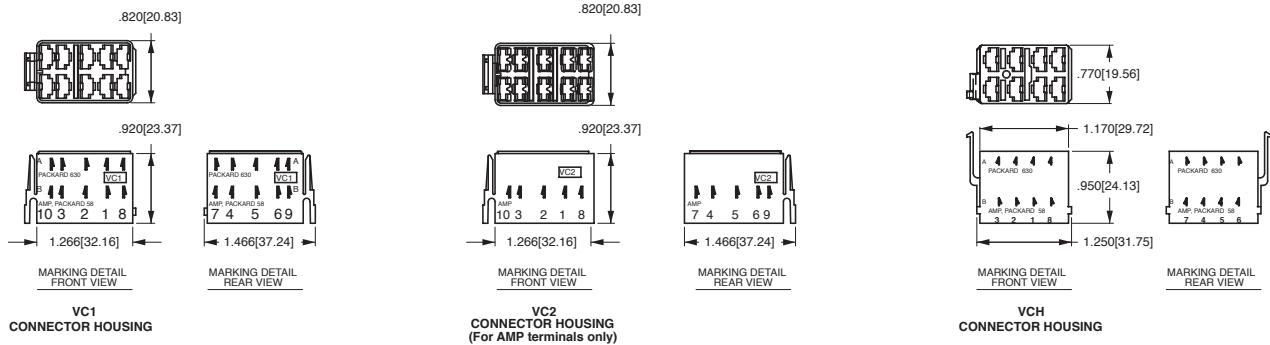 .820[20.83]
.920[23.37]
A
PACKARD 630
VC1
B
AMP, PACKARD 58
10 3 2 1 8
1.266[32.16]
MARKING DETAIL
FRONT VIEW
A
PACKARD 630
VC1
B
AMP, PACKARD 58
7 4 5 6 9
1.466[37.24]
MARKING DETAIL
REAR VIEW
VC1
CONNECTOR HOUSING
.820[20.83]
.920[23.37]
VC2
AMP
10 3 2 1 8
1.266[32.16]
MARKING DETAIL
FRONT VIEW
VC2
AMP
7 4 5 6 9
1.466[37.24]
MARKING DETAIL
REAR VIEW
VC2
CONNECTOR HOUSING
(For AMP terminals only)
.770[19.56]
1.170[29.72]
A
PACKARD 630
.950[24.13]
B
AMP, PACKARD 58
3 2 1 8
1.250[31.75]
MARKING DETAIL
FRONT VIEW
A
PACKARD 630
B
AMP, PACKARD 58
7 4 5 6
MARKING DETAIL
REAR VIEW
VCH
CONNECTOR HOUSING